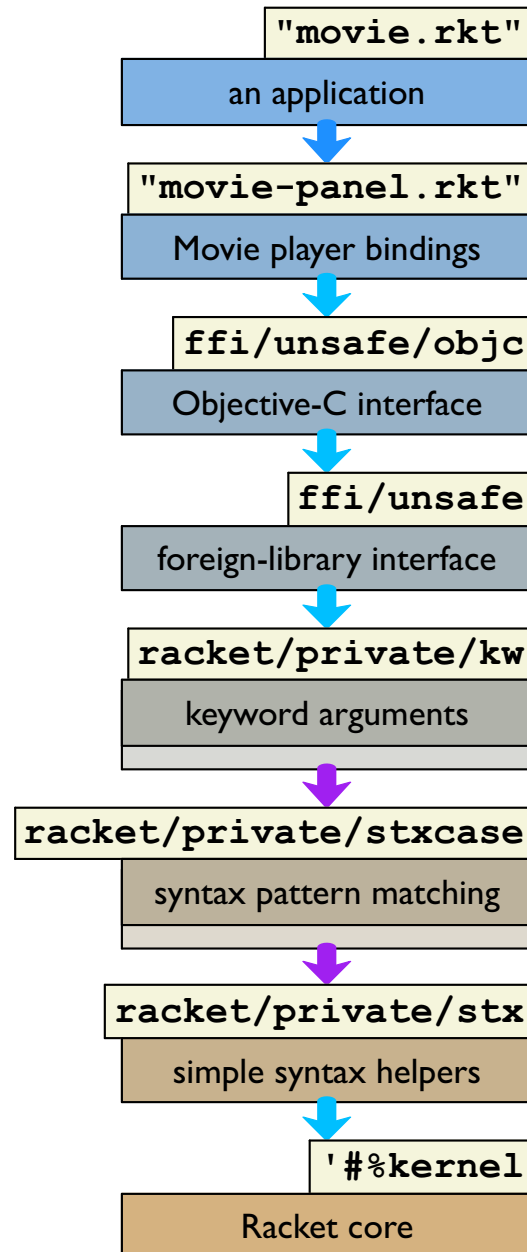 "movie.rkt"
an application
"movie-panel.rkt"
Movie player bindings
ffi/unsafe/objc
Objective-C interface
ffi/unsafe
foreign-library interface
racket/private/kw
keyword arguments
racket/private/stxcase
syntax pattern matching
racket/private/stx
simple syntax helpers
'#%kernel
Racket core